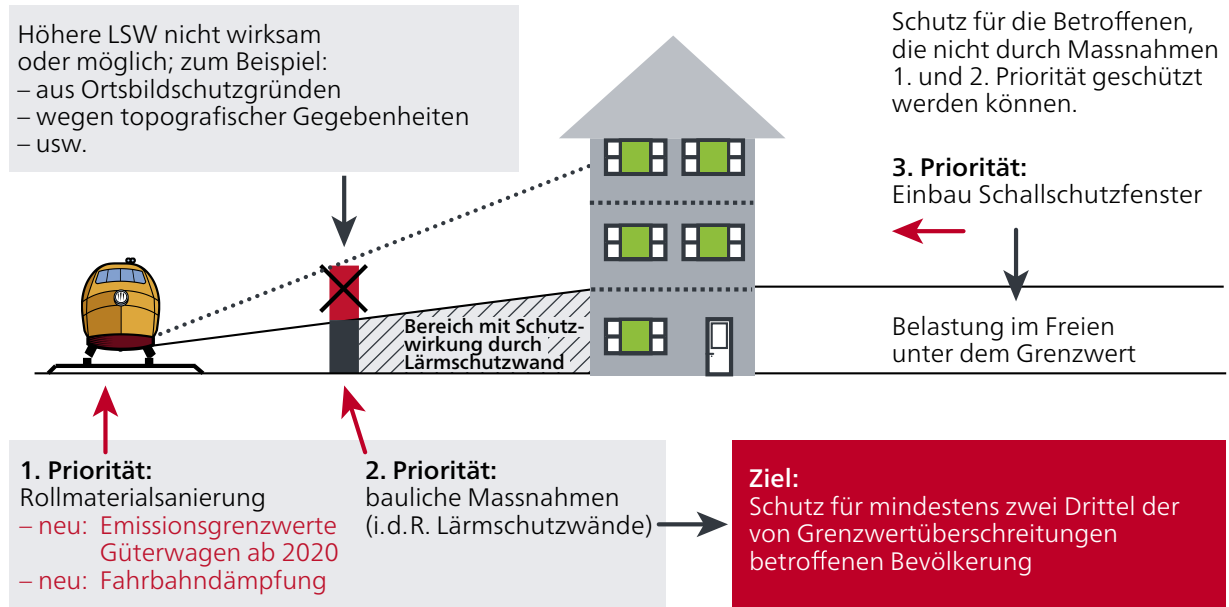 Höhere LSW nicht wirksam
oder möglich; zum Beispiel:
– aus Ortsbildschutzgründen
– wegen topografischer Gegebenheiten
– usw.
Schutz für die Betroffenen,
die nicht durch Massnahmen
1. und 2. Priorität geschützt
werden können.
3. Priorität:
Einbau Schallschutzfenster
Bereich mit Schutz-
wirkung durch
Lärmschutzwand
Belastung im Freien
unter dem Grenzwert
1. Priorität:
Rollmaterialsanierung
– neu: Emissionsgrenzwerte
Güterwagen ab 2020
– neu: Fahrbahndämpfung
2. Priorität:
bauliche Massnahmen
(i.d.R. Lärmschutzwände)
Ziel:
Schutz für mindestens zwei Drittel der
von Grenzwertüberschreitungen
betroffenen Bevölkerung